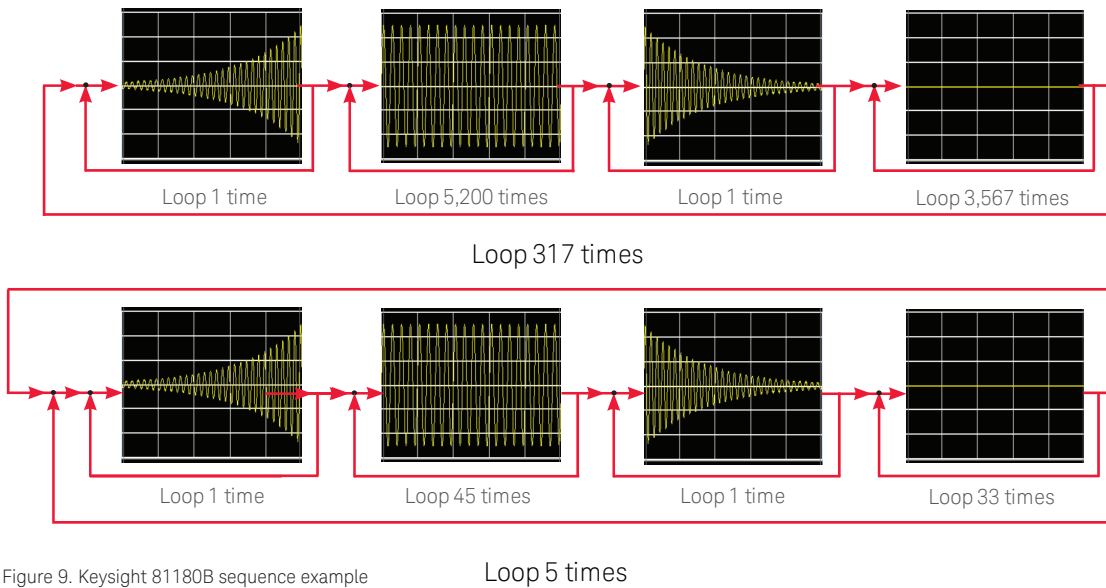 Loop 1 time
Loop 5,200 times
Loop 1 time
Loop 3,567 times
Loop 317 times
Loop 1 time
Loop 45 times
Loop 1 time
Loop 33 times
Figure 9. Keysight 81180B sequence example
Loop 5 times